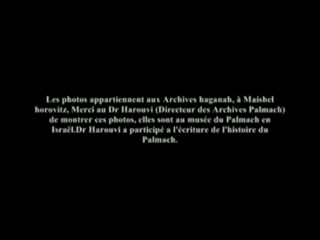 Les photos appartiennent aux Archives haganah, à Maishel
horovitz, Merci au Dr Harouvi (Directeur des Archives Palmach)
de montrer ces photos, elles sont au musée du Palmach en
Israël.Dr Harouvi a participé a l'écriture de l'histoire du
Palmach.